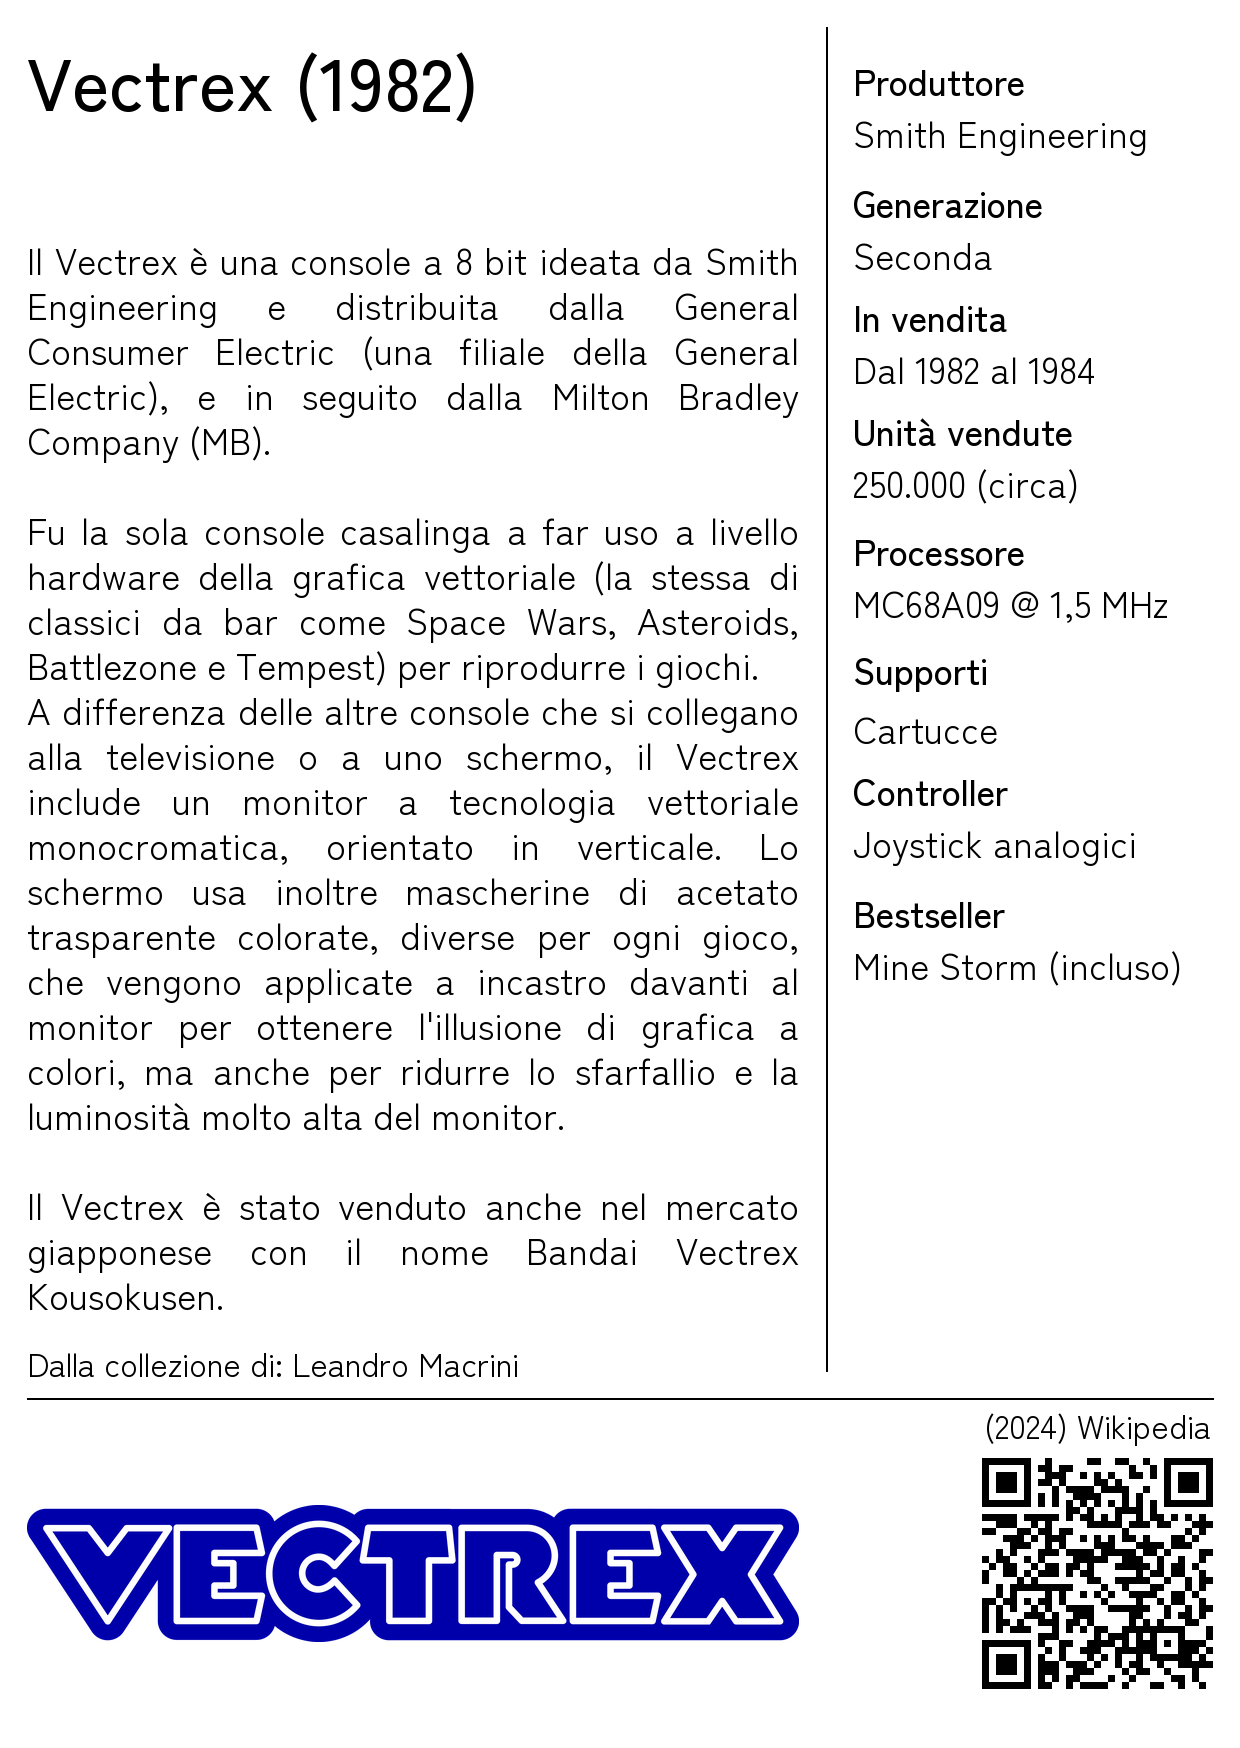 Vectrex (1982)
Il Vectrex è una console a 8 bit ideata da Smith
Engineering e distribuita dalla General
Consumer Electric (una filiale della General
Electric), e in seguito dalla Milton Bradley
Company (MB).
Fu la sola console casalinga a far uso a livello
hardware della grafica vettoriale (la stessa di
classici da bar come Space Wars, Asteroids,
Battlezone e Tempest) per riprodurre i giochi.
A differenza delle altre console che si collegano
alla televisione o a uno schermo, il Vectrex
include un monitor a tecnologia vettoriale
monocromatica, orientato in verticale. Lo
schermo usa inoltre mascherine di acetato
trasparente colorate, diverse per ogni gioco,
che vengono applicate a incastro davanti al
monitor per ottenere l'illusione di grafica a
colori, ma anche per ridurre lo sfarfallio e la
luminosità molto alta del monitor.
Il Vectrex è stato venduto anche nel mercato
giapponese con il nome Bandai Vectrex
Kousokusen.
Dalla collezione di: Leandro Macrini
Produttore
Smith Engineering
Generazione
Seconda
In vendita
Dal 1982 al 1984
Unità vendute
250.000 (circa)
Processore
MC68A09 @ 1,5 MHz
Supporti
Cartucce
Controller
Joystick analogici
Bestseller
Mine Storm (incluso)
(2024) Wikipedia
VECTREX